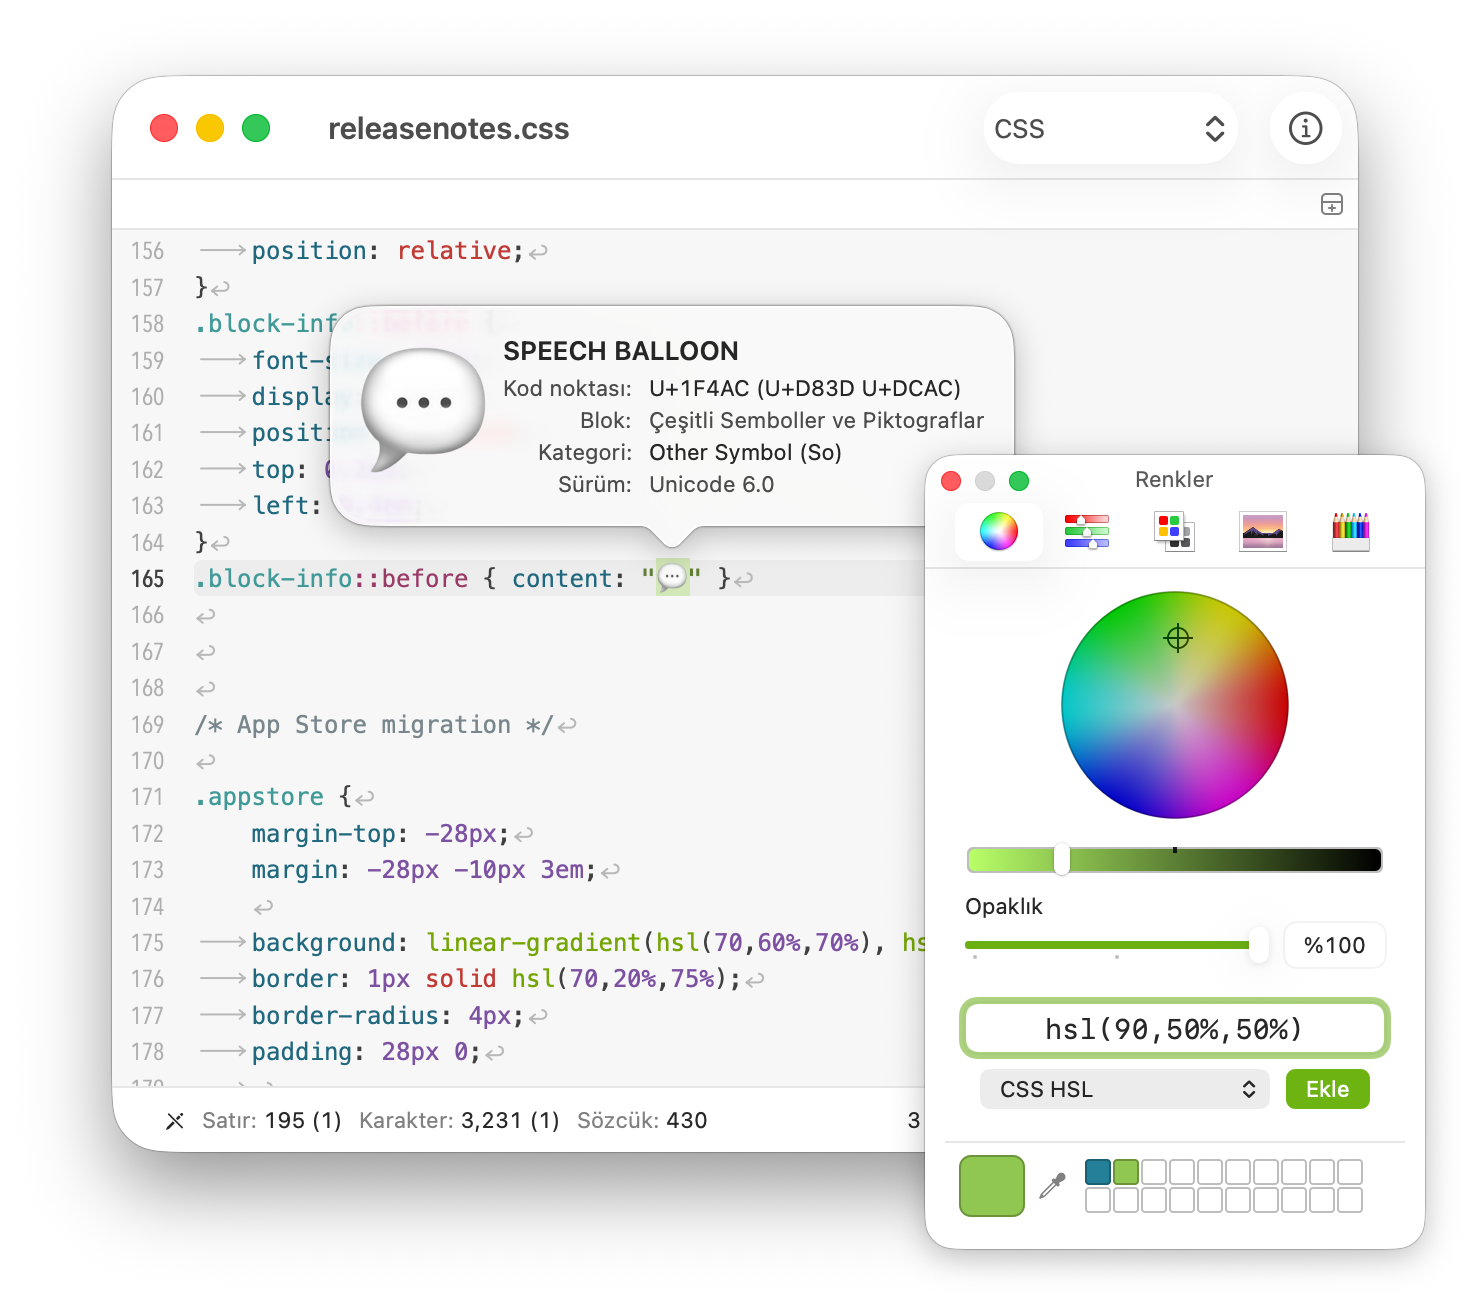 releasenotes.css
CSS
156 position: relative;
157 }
158 .block-info::before {
159 font-s
160 display
161 positi
162 top:
163 left:
164 }
SPEECH BALLOON
Kod noktası: U+1F4AC (U+D83D U+DCAC)
Blok: Çeşitli Semboller ve Piktograflar
Kategori: Other Symbol (So)
Sürüm: Unicode 6.0
165 .block-info::before { content: "💬" }
166
167
168
169 /* App Store migration */
170
171 .appstore {
172 margin-top: -28px;
173 margin: -28px -10px 3em;
174
175 background: linear-gradient(hsl(70,60%,70%), hs
176 border: 1px solid hsl(70,20%,75%);
177 border-radius: 4px;
178 padding: 28px 0;
179
Satır: 195 (1) Karakter: 3,231 (1) Sözcük: 430 3
Renkler
Opaklık
%100
hsl(90,50%,50%)
CSS HSL
Ekle